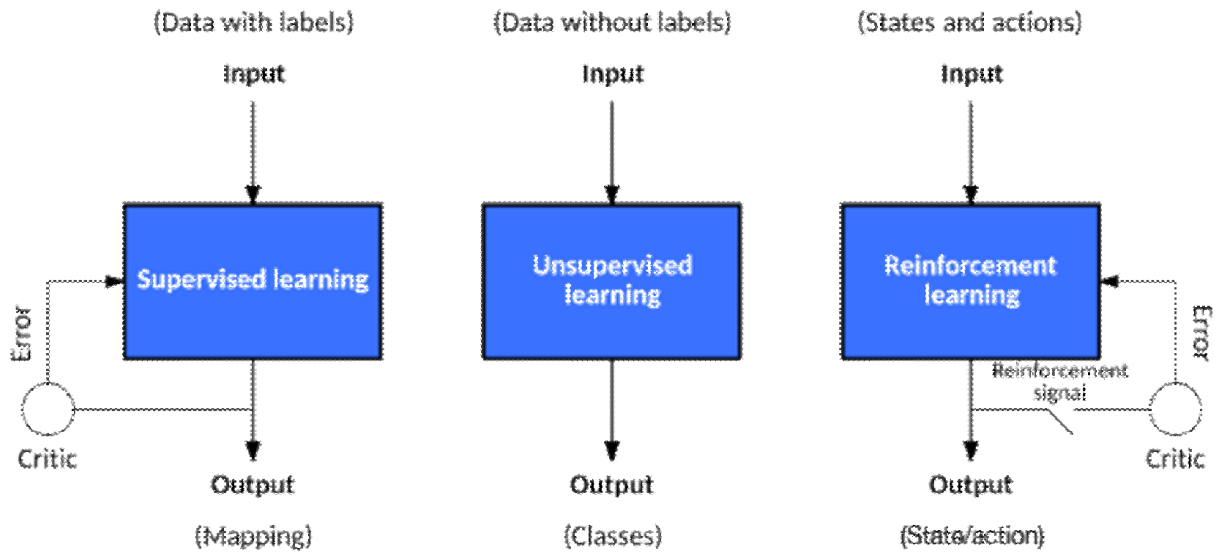 (Data with labels)
Input
Supervised learning
Error
Critic
Output
(Mapping)
(Data without labels)
Input
Unsupervised
learning
Output
(Classes)
(States and actions)
Input
Reinforcement
learning
Error
Reinforcement
signal
Critic
Output
(State/action)